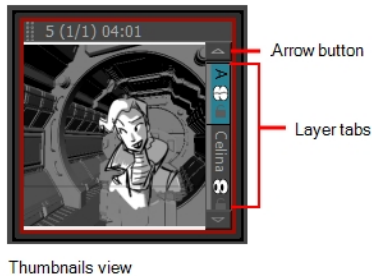 5 (1/1) 04:01
Arrow button
A
Layer tabs
Celina
Thumbnails view